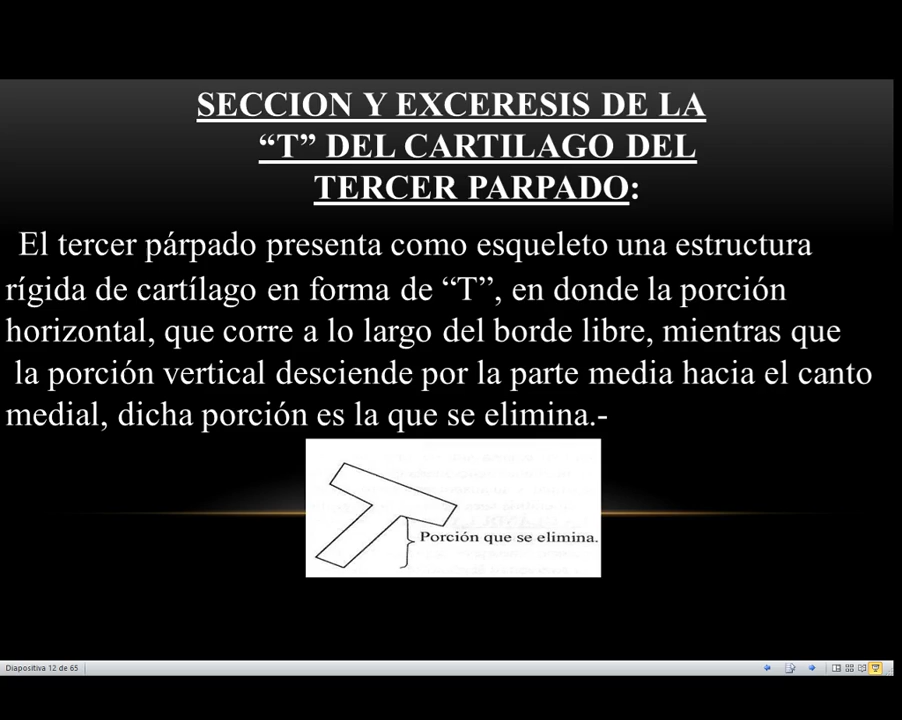 SECCION Y EXCERESIS DE LA
“T” DEL CARTILAGO DEL
TERCER PARPADO:
El tercer párpado presenta como esqueleto una estructura
rígida de cartílago en forma de “T”, en donde la porción
horizontal, que corre a lo largo del borde libre, mientras que
la porción vertical desciende por la parte media hacia el canto
medial, dicha porción es la que se elimina.-
Porción que se elimina.
Diapositiva 12 de 65